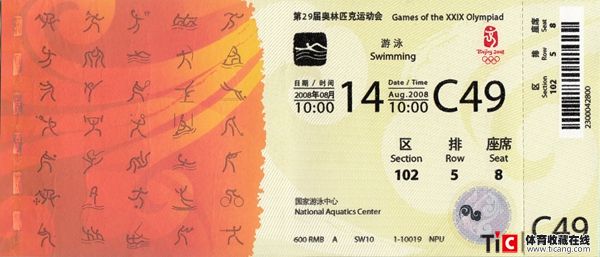 第29届奥林匹克运动会 Games of the XXIX Olympiad
游泳
Swimming
Beijing 2008
日期 / 时间 Date / Time
2008年08月 14 Aug.2008 C49
10:00 10:00
区 排 座席
Section Row Seat
102 5 8
国家游泳中心
National Aquatics Center
600 RMB A SW10 1-10019 NPU
座席 Seat 8
排 Row 5
区 Section 102
2300042800
C49
TiC 体育收藏在线
www.ticang.com